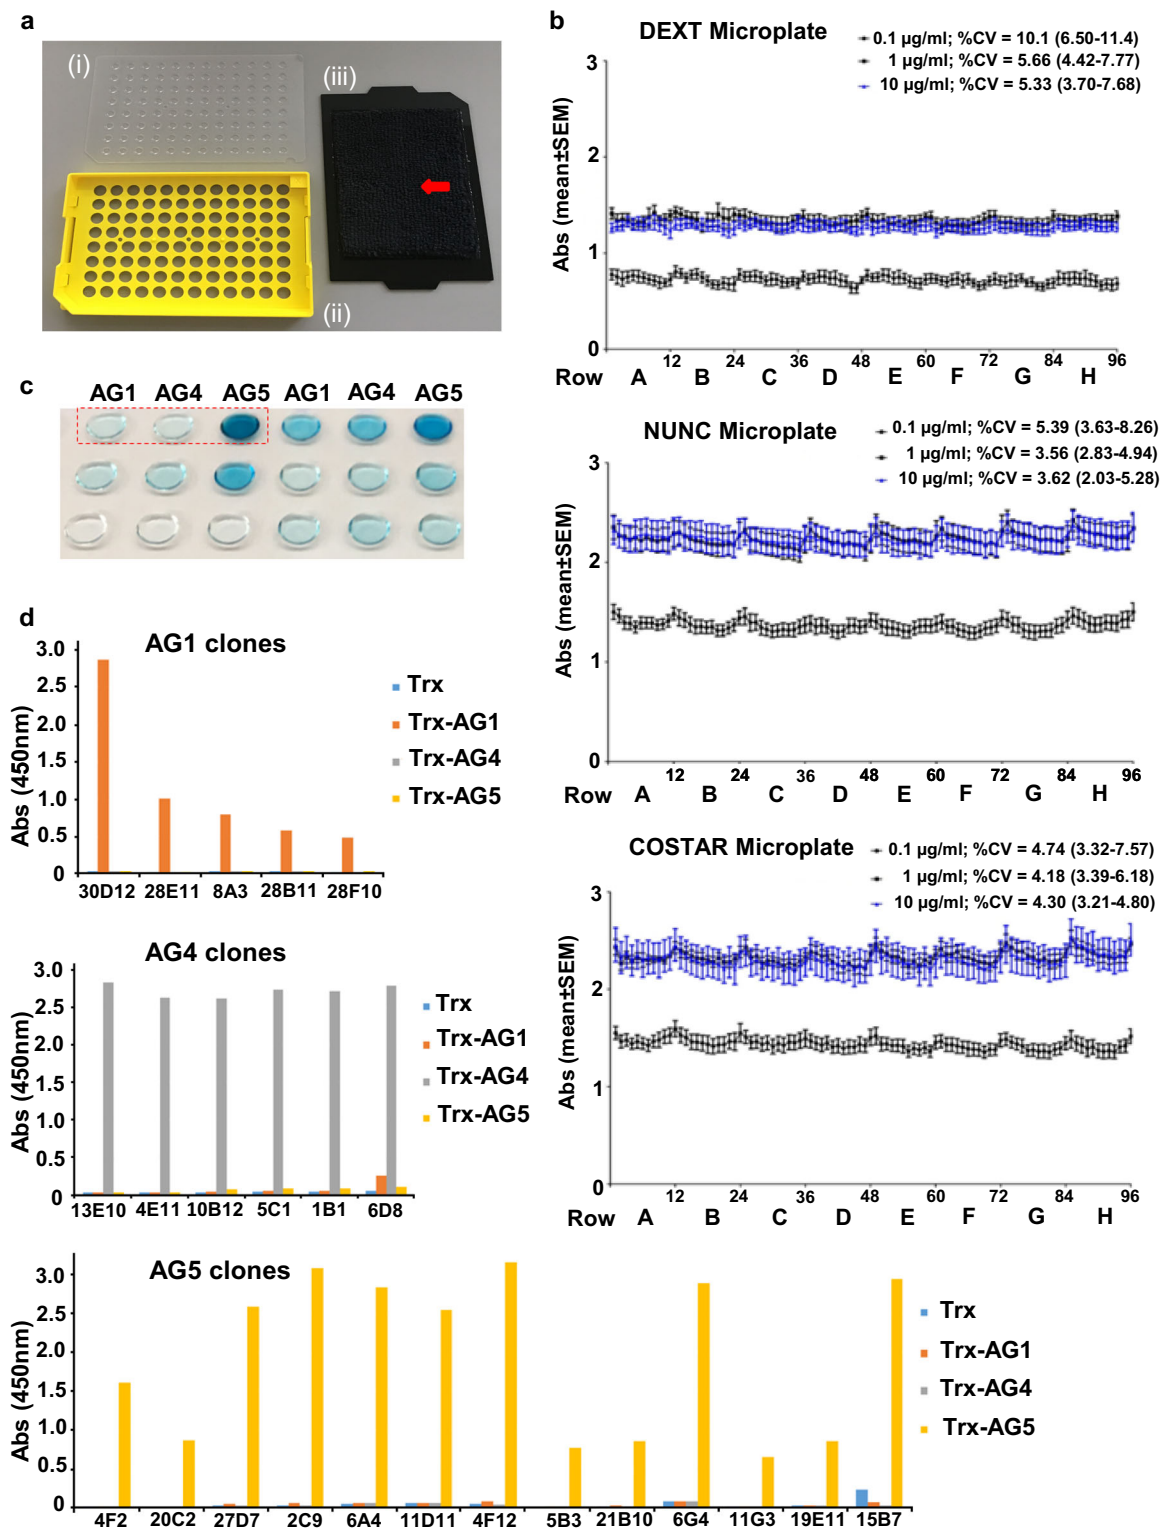 a
(i)
(iii)
(ii)
b
DEXT Microplate
0.1 µg/ml; %CV = 10.1 (6.50-11.4)
1 µg/ml; %CV = 5.66 (4.42-7.77)
10 µg/ml; %CV = 5.33 (3.70-7.68)
Abs (mean±SEM)
3
2
1
0
12 24 36 48 60 72 84 96
Row A B C D E F G H
NUNC Microplate
0.1 µg/ml; %CV = 5.39 (3.63-8.26)
1 µg/ml; %CV = 3.56 (2.83-4.94)
10 µg/ml; %CV = 3.62 (2.03-5.28)
Abs (mean±SEM)
3
2
1
0
12 24 36 48 60 72 84 96
Row A B C D E F G H
COSTAR Microplate
0.1 µg/ml; %CV = 4.74 (3.32-7.57)
1 µg/ml; %CV = 4.18 (3.39-6.18)
10 µg/ml; %CV = 4.30 (3.21-4.80)
Abs (mean±SEM)
3
2
1
0
12 24 36 48 60 72 84 96
Row A B C D E F G H
c
AG1 AG4 AG5 AG1 AG4 AG5
d
AG1 clones
Abs (450nm)
3.0
2.5
2.0
1.5
1.0
0.5
0
30D12 28E11 8A3 28B11 28F10
Trx
Trx-AG1
Trx-AG4
Trx-AG5
AG4 clones
Abs (450nm)
3.0
2.5
2.0
1.5
1.0
0.5
0
13E10 4E11 10B12 5C1 1B1 6D8
Trx
Trx-AG1
Trx-AG4
Trx-AG5
AG5 clones
Abs (450nm)
3.0
2.5
2.0
1.5
1.0
0.5
0
4F2 20C2 27D7 2C9 6A4 11D11 4F12 5B3 21B10 6G4 11G3 19E11 15B7
Trx
Trx-AG1
Trx-AG4
Trx-AG5